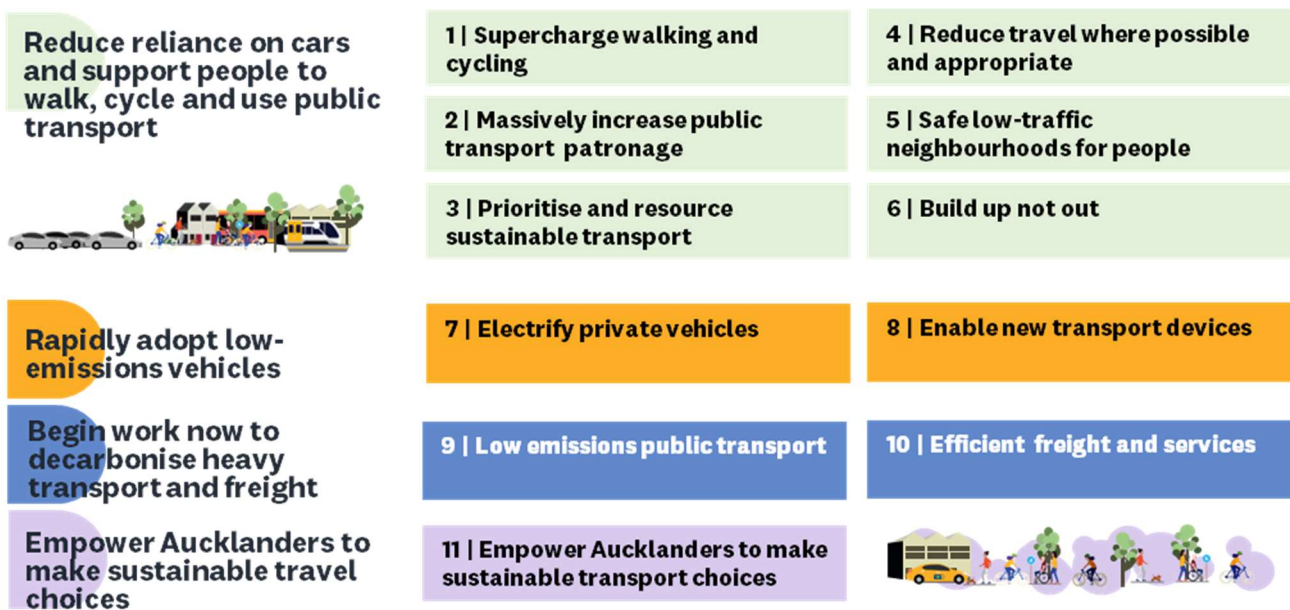 Reduce reliance on cars
and support people to
walk, cycle and use public
transport
1 | Supercharge walking and
cycling
4 | Reduce travel where possible
and appropriate
2 | Massively increase public
transport patronage
5 | Safe low-traffic
neighbourhoods for people
3 | Prioritise and resource
sustainable transport
6 | Build up not out
Rapidly adopt low-
emissions vehicles
7 | Electrify private vehicles
8 | Enable new transport devices
Begin work now to
decarbonise heavy
transport and freight
9 | Low emissions public transport
10 | Efficient freight and services
Empower Aucklanders to
make sustainable travel
choices
11 | Empower Aucklanders to make
sustainable transport choices